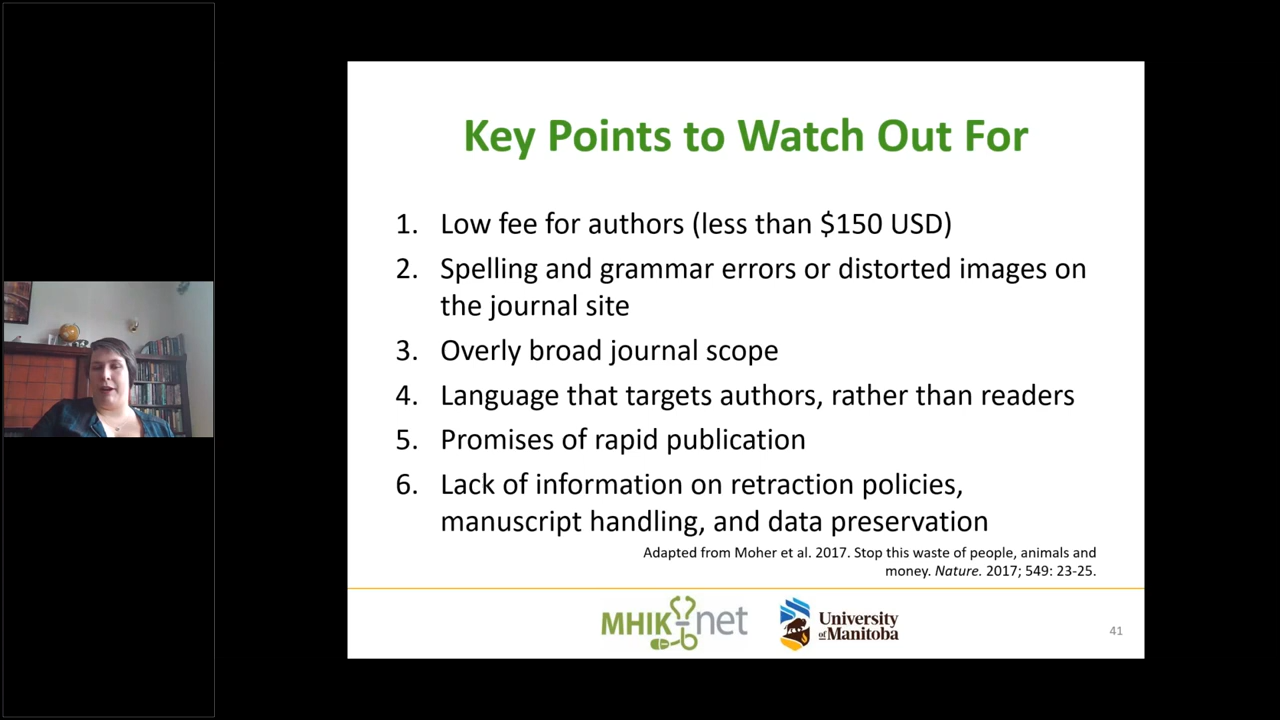 Key Points to Watch Out For
1. Low fee for authors (less than $150 USD)
2. Spelling and grammar errors or distorted images on
the journal site
3. Overly broad journal scope
4. Language that targets authors, rather than readers
5. Promises of rapid publication
6. Lack of information on retraction policies,
manuscript handling, and data preservation
Adapted from Moher et al. 2017. Stop this waste of people, animals and
money. Nature. 2017; 549: 23-25.
MHIKnet
University
of Manitoba
41